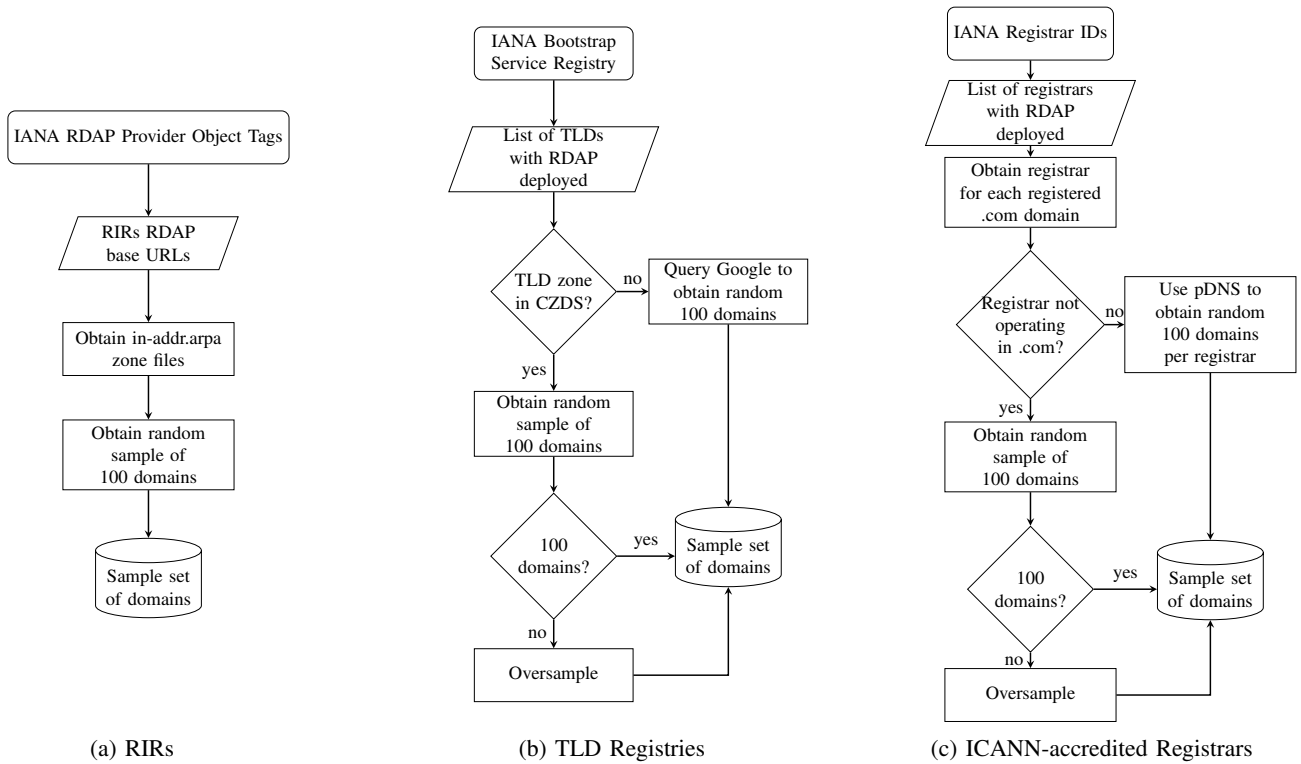 IANA RDAP Provider Object Tags
RIRs RDAP
base URLs
Obtain in-addr.arpa
zone files
Obtain random
sample of
100 domains
Sample set
of domains
(a) RIRs
IANA Bootstrap
Service Registry
List of TLDs
with RDAP
deployed
TLD zone
in CZDS?
no
Query Google to
obtain random
100 domains
yes
Obtain random
sample of
100 domains
100
domains?
yes
Sample set
of domains
no
Oversample
(b) TLD Registries
IANA Registrar IDs
List of registrars
with RDAP
deployed
Obtain registrar
for each registered
.com domain
Registrar not
operating
in .com?
no
Use pDNS to
obtain random
100 domains
per registrar
yes
Obtain random
sample of
100 domains
100
domains?
yes
Sample set
of domains
no
Oversample
(c) ICANN-accredited Registrars